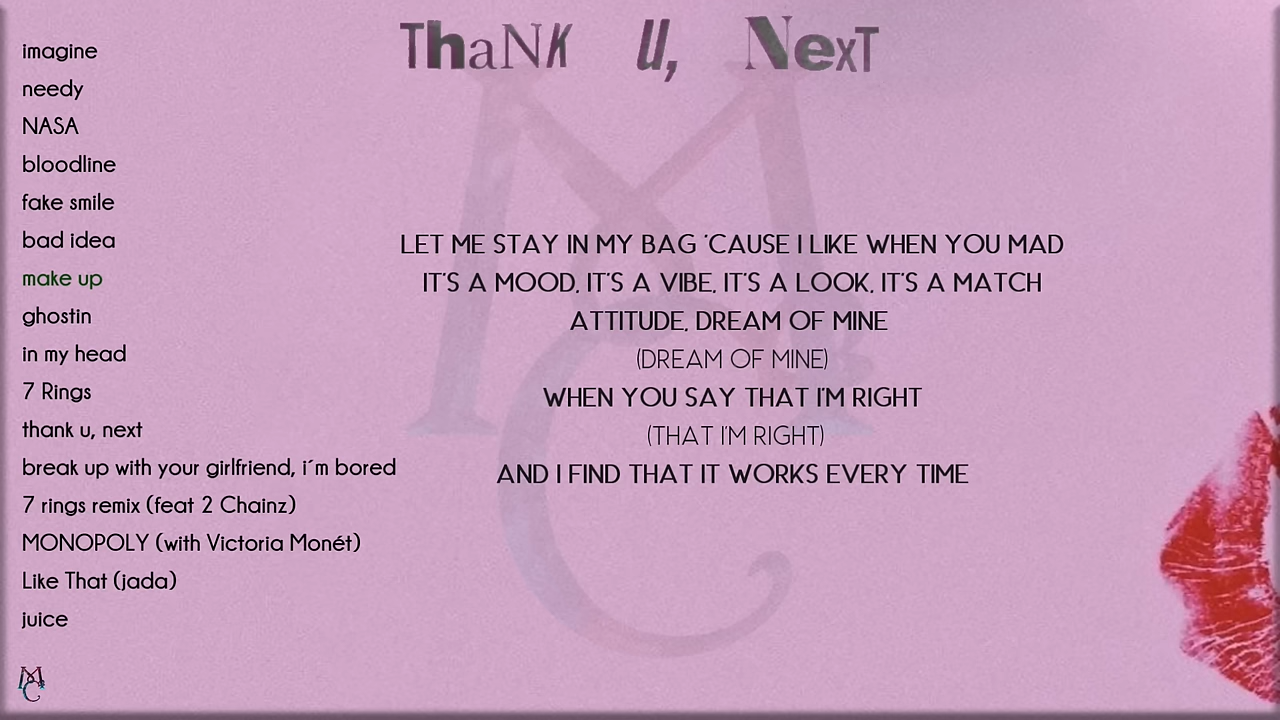 ThaNK U, NexT
imagine
needy
NASA
bloodline
fake smile
bad idea
make up
ghostin
in my head
7 Rings
thank u, next
break up with your girlfriend, i´m bored
7 rings remix (feat 2 Chainz)
MONOPOLY (with Victoria Monét)
Like That (jada)
juice
LET ME STAY IN MY BAG 'CAUSE I LIKE WHEN YOU MAD
IT'S A MOOD, IT'S A VIBE, IT'S A LOOK, IT'S A MATCH
ATTITUDE, DREAM OF MINE
(DREAM OF MINE)
WHEN YOU SAY THAT I'M RIGHT
(THAT I'M RIGHT)
AND I FIND THAT IT WORKS EVERY TIME